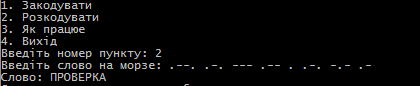 1. Закодувати
2. Розкодувати
3. Як працює
4. Вихід
Введіть номер пункту: 2
Введіть слово на морзе: .--. .-. --- .-- . .-. -.- .-
Слово: ПРОВЕРКА